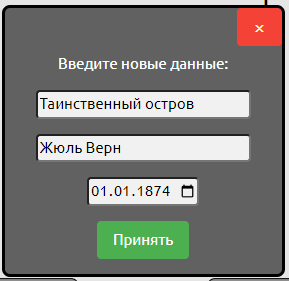 ×
Введите новые данные:
Таинственный остров
Жюль Верн
01.01.1874
Принять